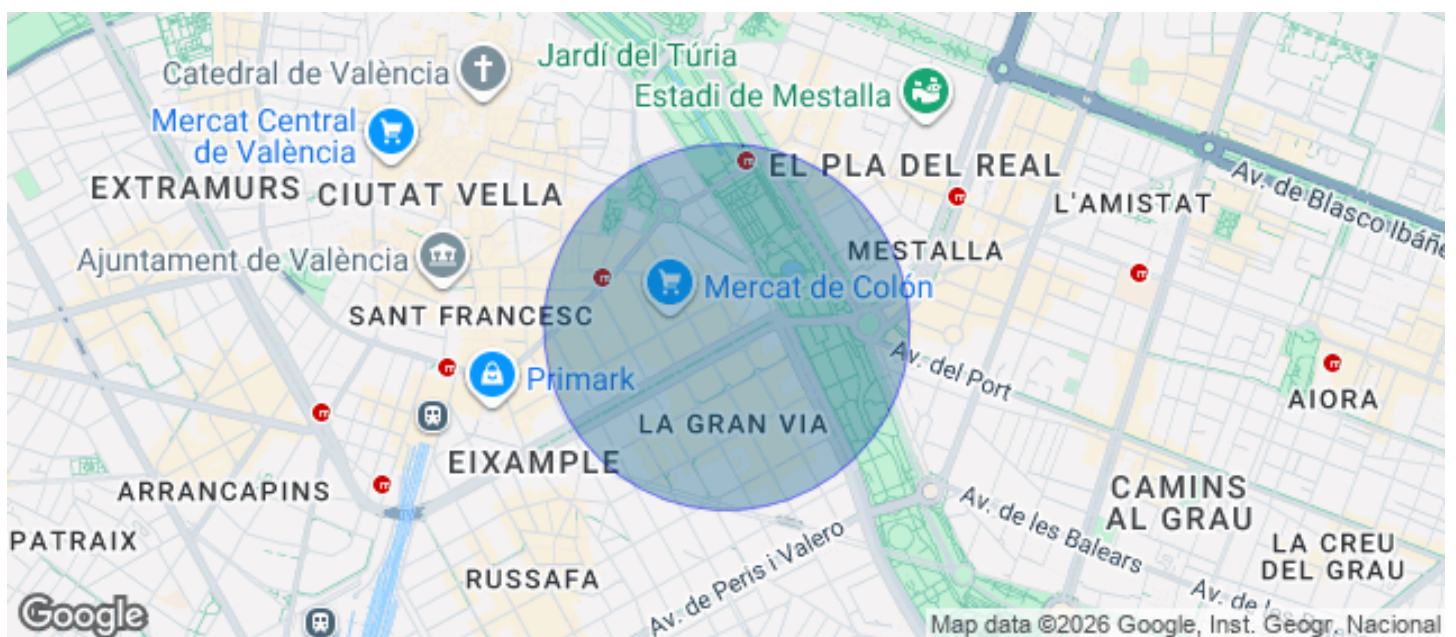 Catedral de València
Jardí del Túria
Estadi de Mestalla
Mercat Central
de València
EXTRAMURS
CIUTAT VELLA
EL PLA DEL REAL
L'AMISTAT
Av. de Blasco Ibáñe
Ajuntament de València
MESTALLA
Mercat de Colón
SANT FRANCESC
Primark
Av. del Port
AIORA
LA GRAN VIA
EIXAMPLE
ARRANCAPINS
CAMINS
AL GRAU
Av. de les Balears
PATRAIX
LA CREU
DEL GRAU
RUSSAFA
Av. de Peris i Valero
Av. de les
Google
Map data ©2026 Google, Inst. Geogr. Nacional